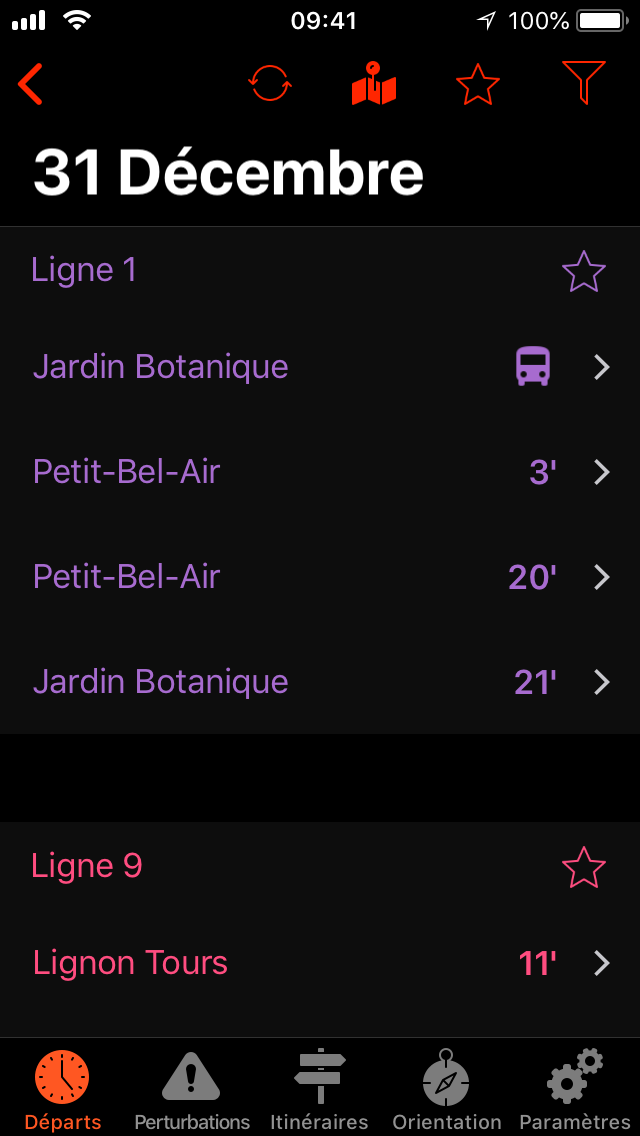 09:41 100%
31 Décembre
Ligne 1
Jardin Botanique
Petit-Bel-Air 3'
Petit-Bel-Air 20'
Jardin Botanique 21'
Ligne 9
Lignon Tours 11'
Départs Perturbations Itinéraires Orientation Paramètres